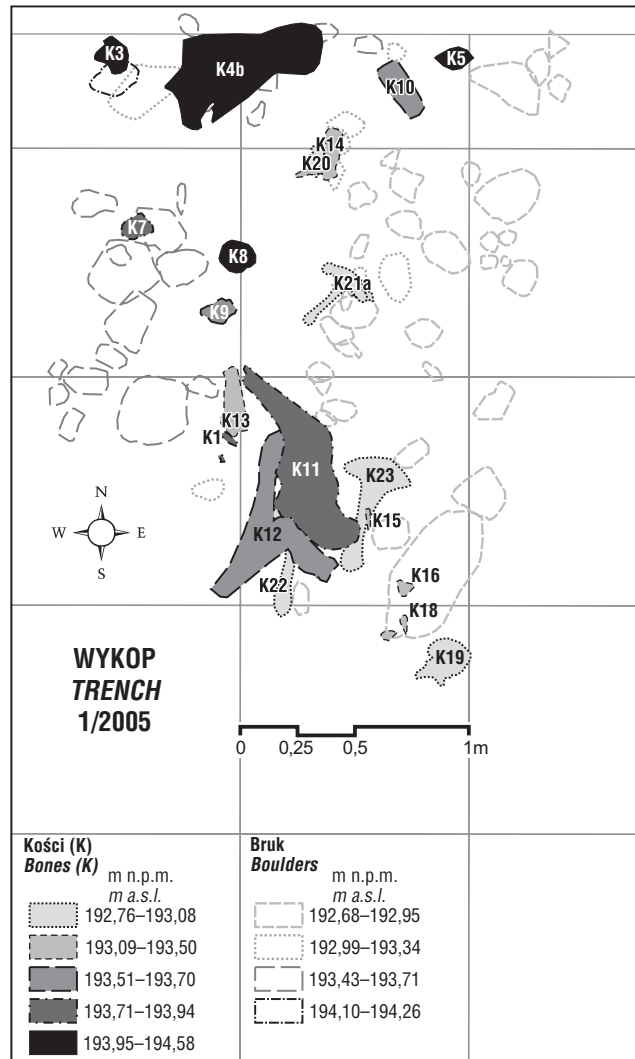 K3
K4b
K5
K10
K14
K20
K7
K8
K21a
K9
K13
K1
K11
K23
K15
K12
K22
K16
K18
K19
N
W E
S
WYKOP
TRENCH
1/2005
0 0,25 0,5 1m
Kości (K)
Bones (K)
m n.p.m.
m a.s.l.
192,76–193,08
193,09–193,50
193,51–193,70
193,71–193,94
193,95–194,58
Bruk
Boulders
m n.p.m.
m a.s.l.
192,68–192,95
192,99–193,34
193,43–193,71
194,10–194,26